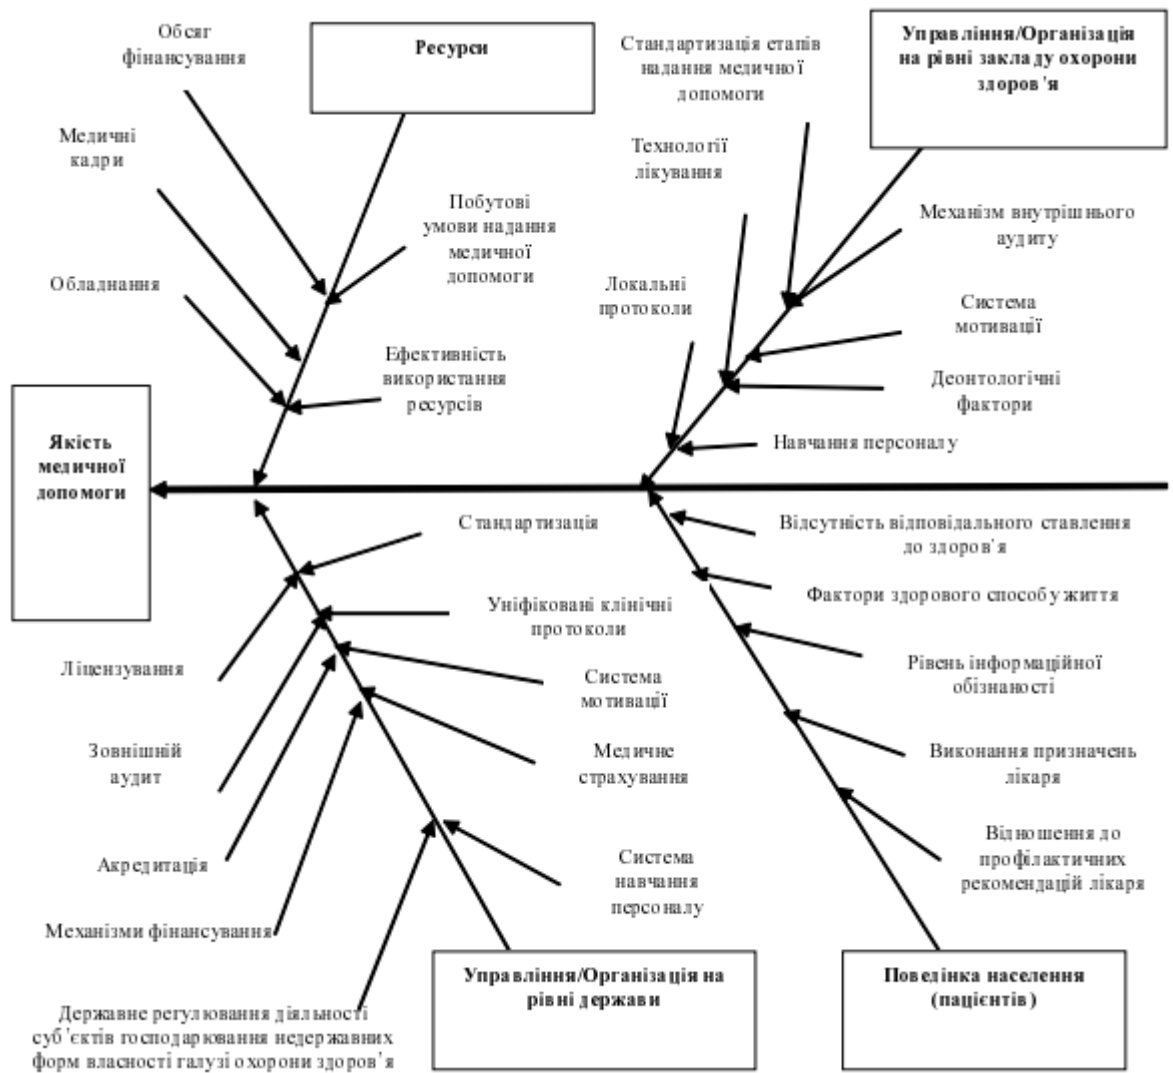 Обсяг
фінансування
Ресурси
Стандартизація етапів
надання медичної
допомоги
Управління/Організація
на рівні закладу охорони
здоров'я
Медичні
кадри
Технології
лікування
Побутові
умови надання
медичної
допомоги
Механізм внутрішнього
аудиту
Обладнання
Локальні
протоколи
Система
мотивації
Ефективність
використання
ресурсів
Деонтологічні
фактори
Навчання персоналу
Якість
медичної
допомоги
Стандартизація
Відсутність відповідального ставлення
до здоров'я
Уніфіковані клінічні
протоколи
Фактори здорового способу життя
Ліцензування
Система
мотивації
Рівень інформаційної
обізнаності
Зовнішній
аудит
Медичне
страхування
Виконання призначень
лікаря
Акредитація
Система
навчання
персоналу
Відношення до
профілактичних
рекомендацій лікаря
Механізми фінансування
Управління/Організація на
рівні держави
Поведінка населення
(пацієнтів)
Державне регулювання діяльності
суб'єктів господарювання недержавних
форм власності галузі охорони здоров'я